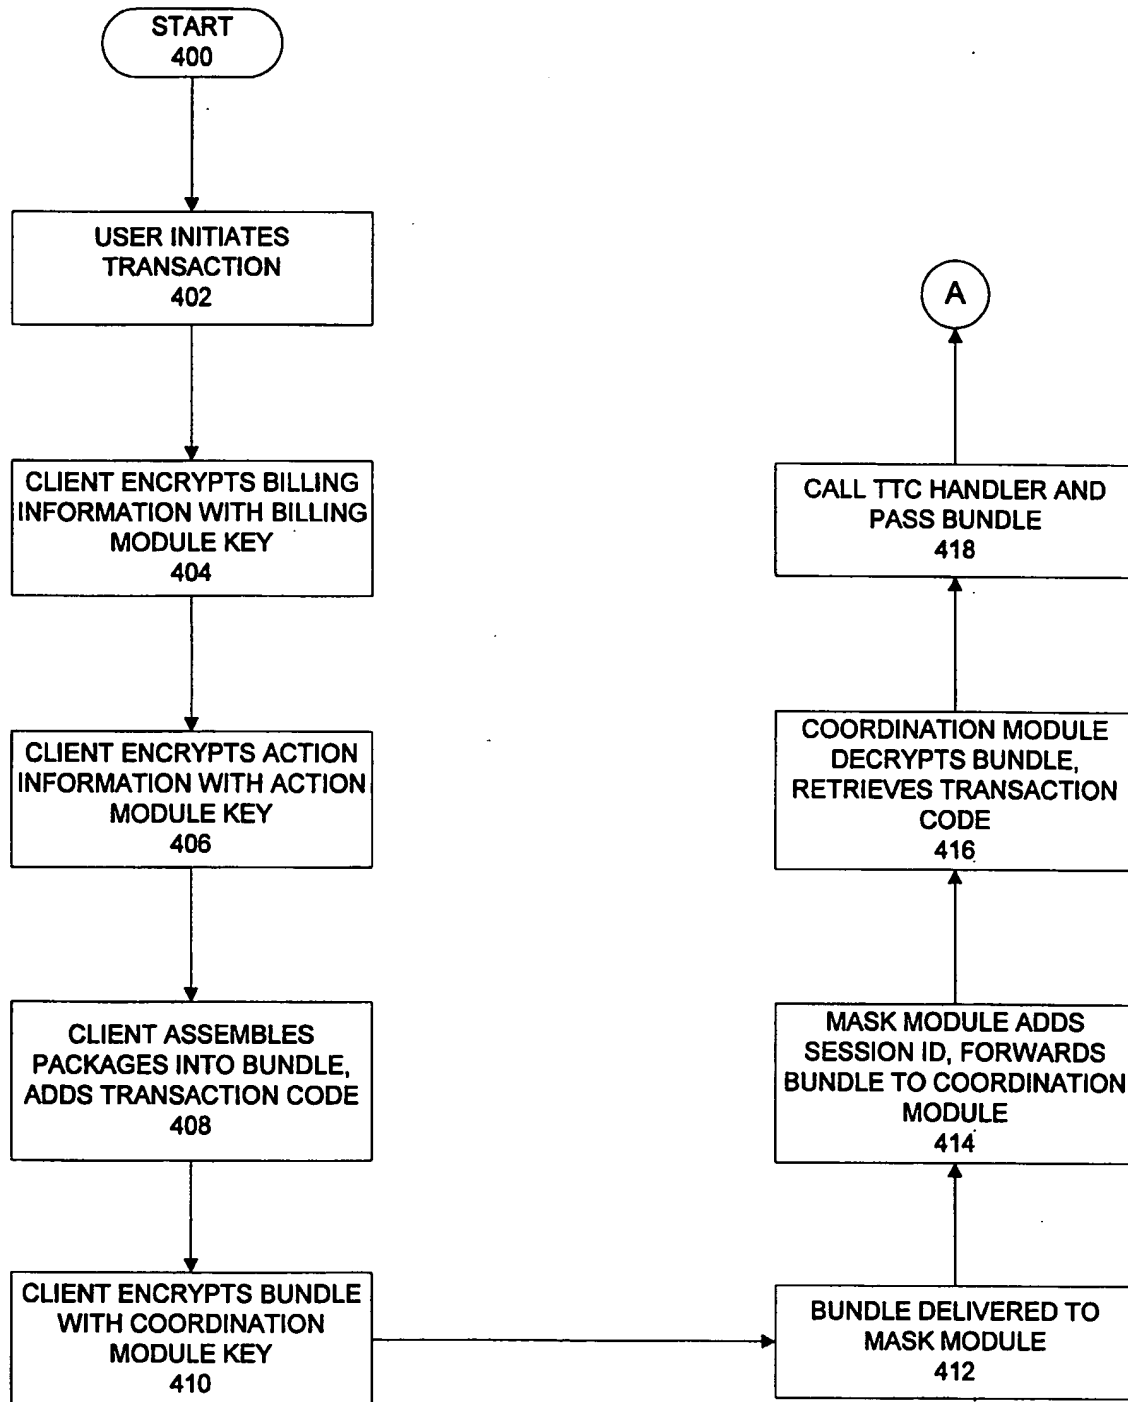 START
400
USER INITIATES
TRANSACTION
402
CLIENT ENCRYPTS BILLING
INFORMATION WITH BILLING
MODULE KEY
404
CLIENT ENCRYPTS ACTION
INFORMATION WITH ACTION
MODULE KEY
406
CLIENT ASSEMBLES
PACKAGES INTO BUNDLE,
ADDS TRANSACTION CODE
408
CLIENT ENCRYPTS BUNDLE
WITH COORDINATION
MODULE KEY
410
BUNDLE DELIVERED TO
MASK MODULE
412
MASK MODULE ADDS
SESSION ID, FORWARDS
BUNDLE TO COORDINATION
MODULE
414
COORDINATION MODULE
DECRYPTS BUNDLE,
RETRIEVES TRANSACTION
CODE
416
CALL TTC HANDLER AND
PASS BUNDLE
418
A